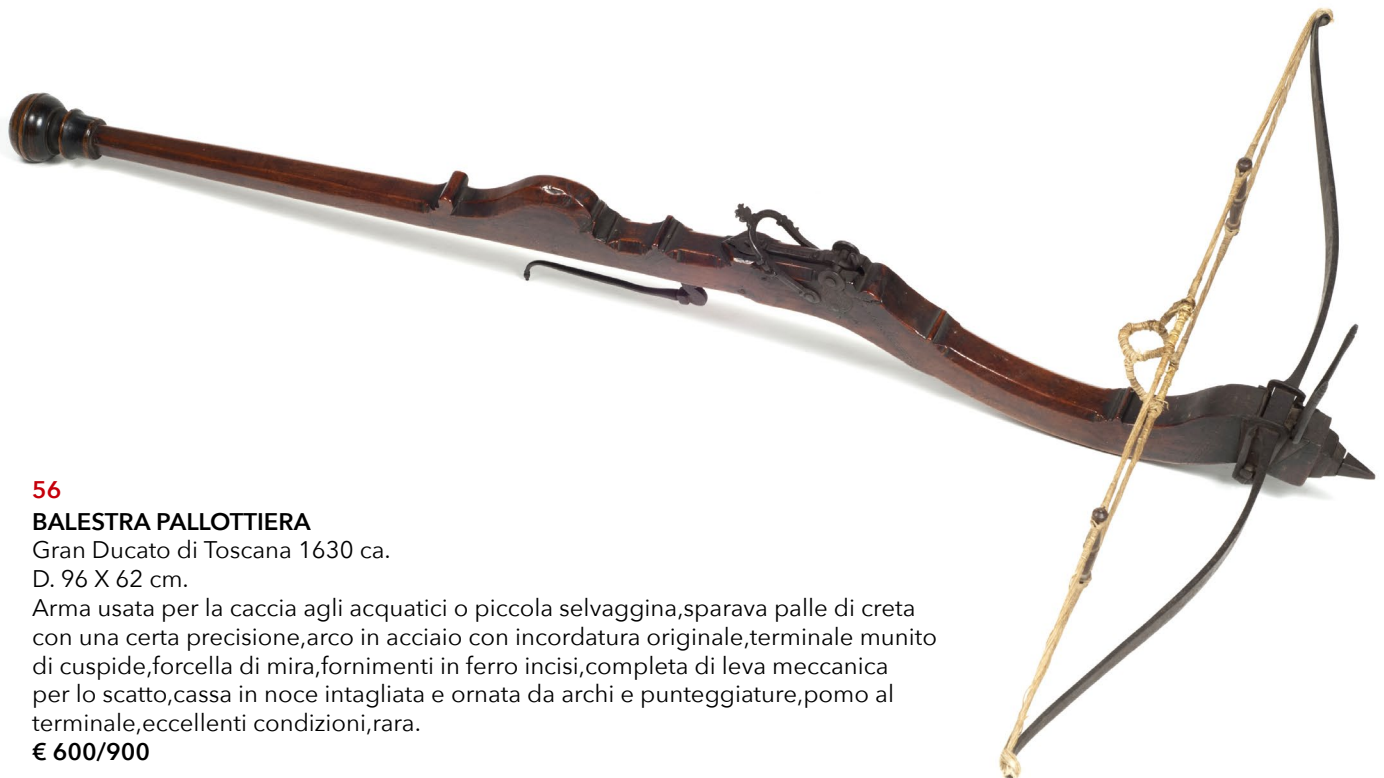 56
BALESTRA PALLOTTIERA
Gran Ducato di Toscana 1630 ca.
D. 96 X 62 cm.
Arma usata per la caccia agli acquatici o piccola selvaggina,sparava palle di creta
con una certa precisione,arco in acciaio con incordatura originale,terminale munito
di cuspide,forcella di mira,fornimenti in ferro incisi,completa di leva meccanica
per lo scatto,cassa in noce intagliata e ornata da archi e punteggiature,pomo al
terminale,eccellenti condizioni,rara.
€ 600/900